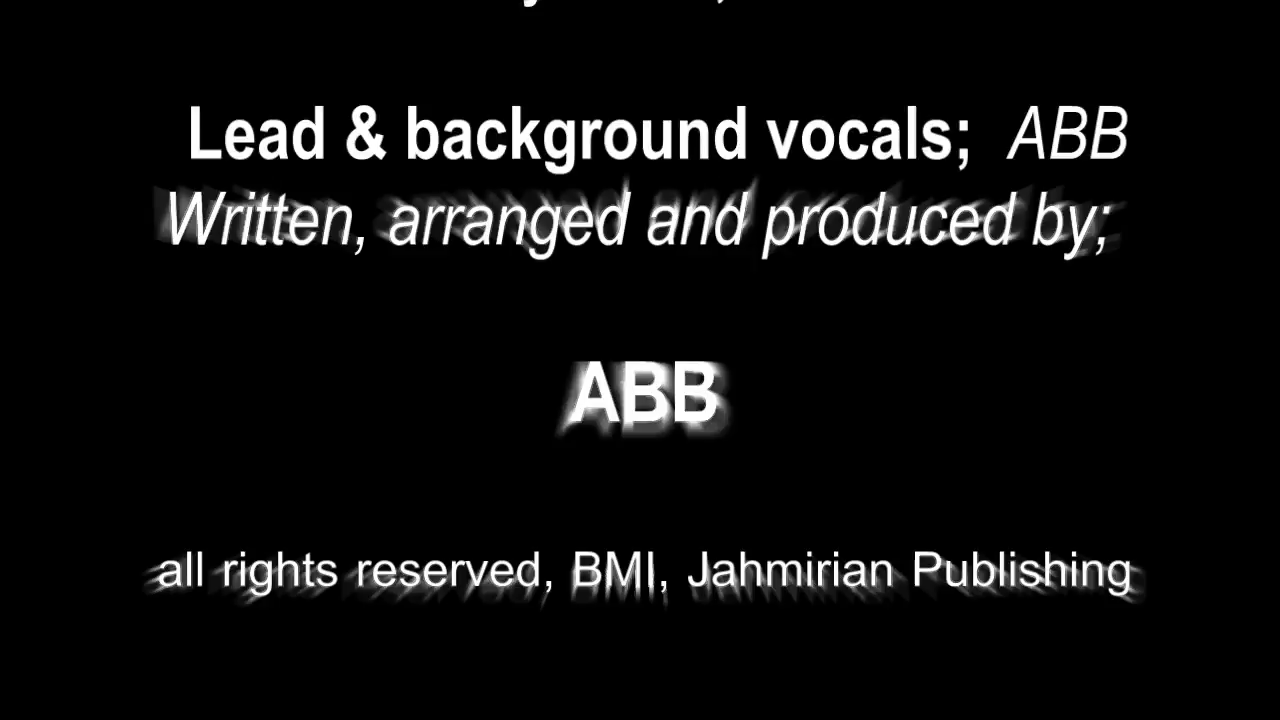 Lead & background vocals; ABB
Written, arranged and produced by;
ABB
all rights reserved, BMI, Jahmirian Publishing